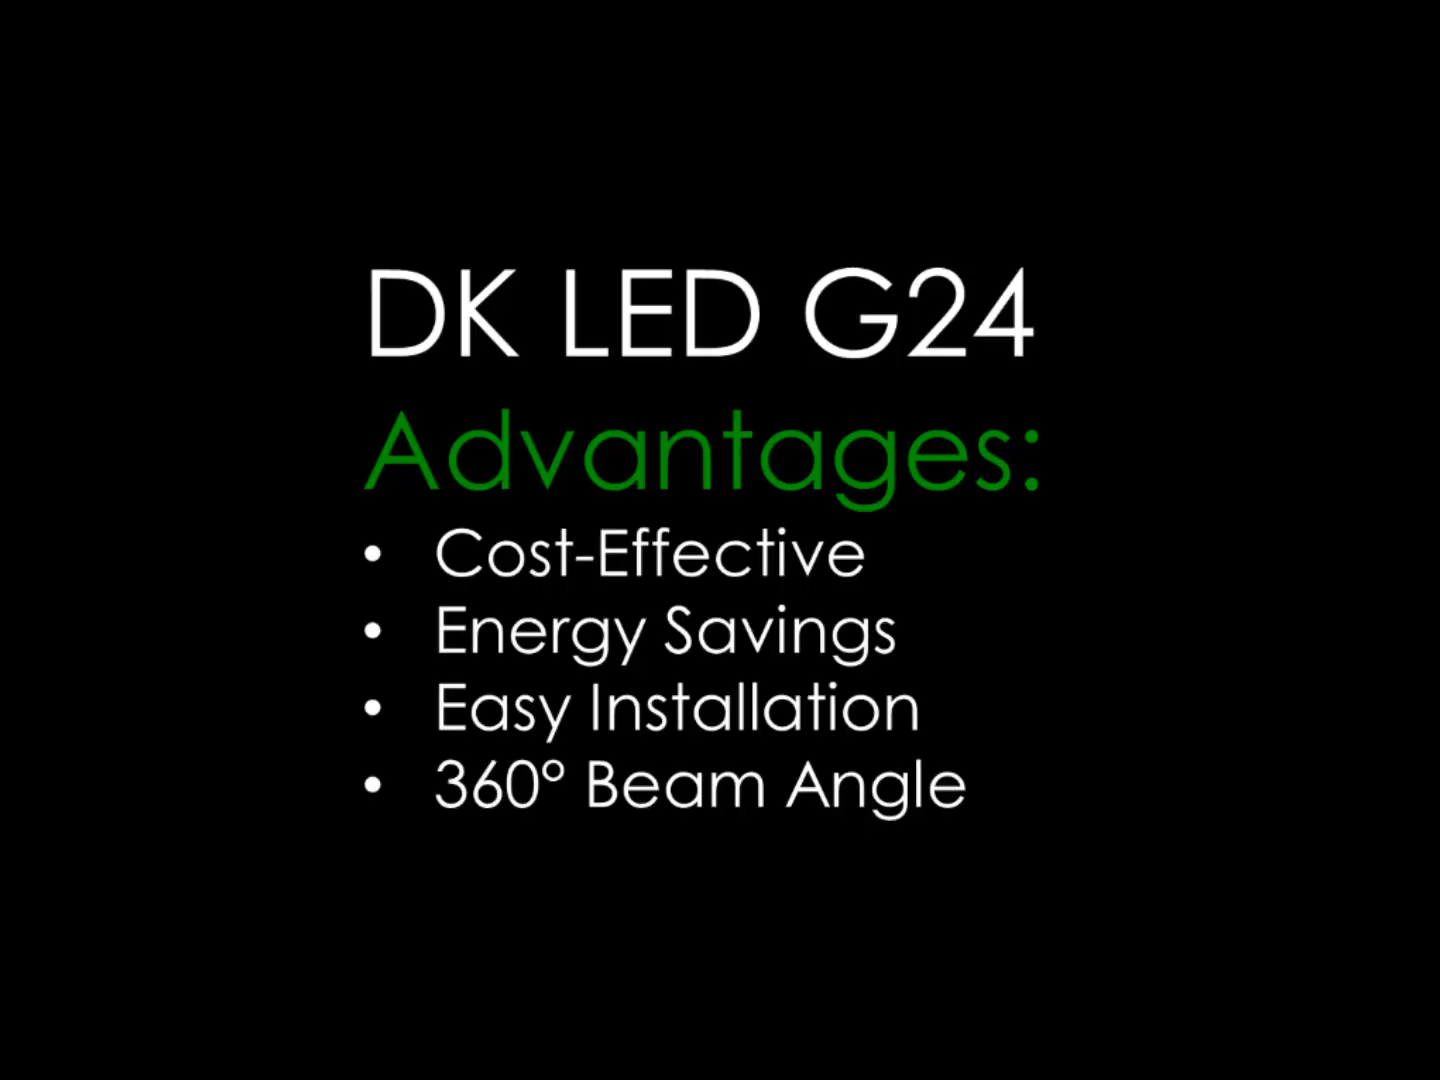 DK LED G24
Advantages:
• Cost-Effective
• Energy Savings
• Easy Installation
• 360° Beam Angle